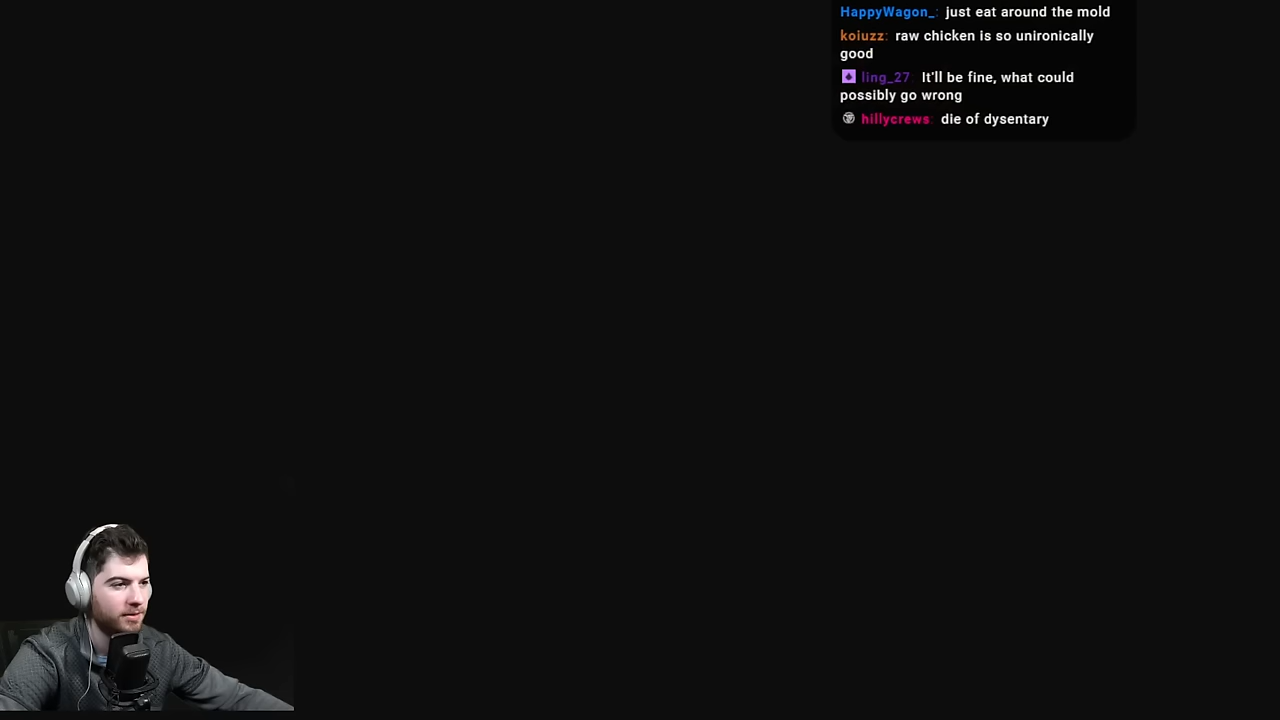 HappyWagon_: just eat around the mold
koiuzz: raw chicken is so unironically
good
ling_27: It'll be fine, what could
possibly go wrong
hillycrews: die of dysentary